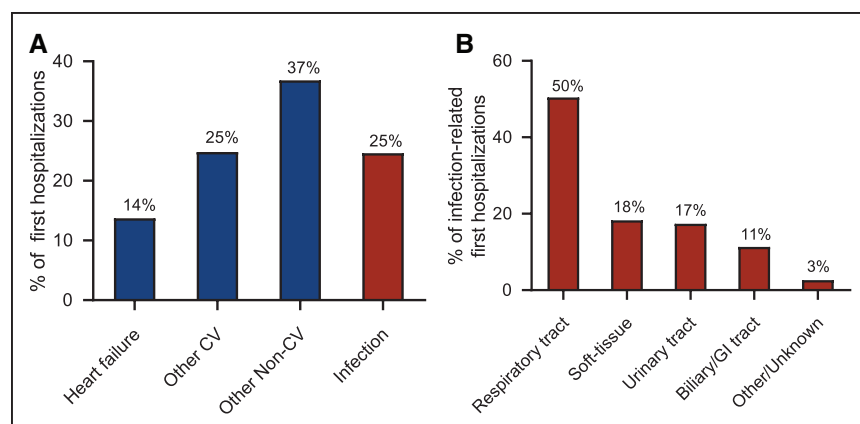 A
% of first hospitalizations
40
30
20
10
0
14%
25%
37%
25%
Heart failure
Other CV
Other Non-CV
Infection
B
% of infection-related
first hospitalizations
60
40
20
0
50%
18%
17%
11%
3%
Respiratory tract
Soft-tissue
Urinary tract
Biliary/GI tract
Other/Unknown